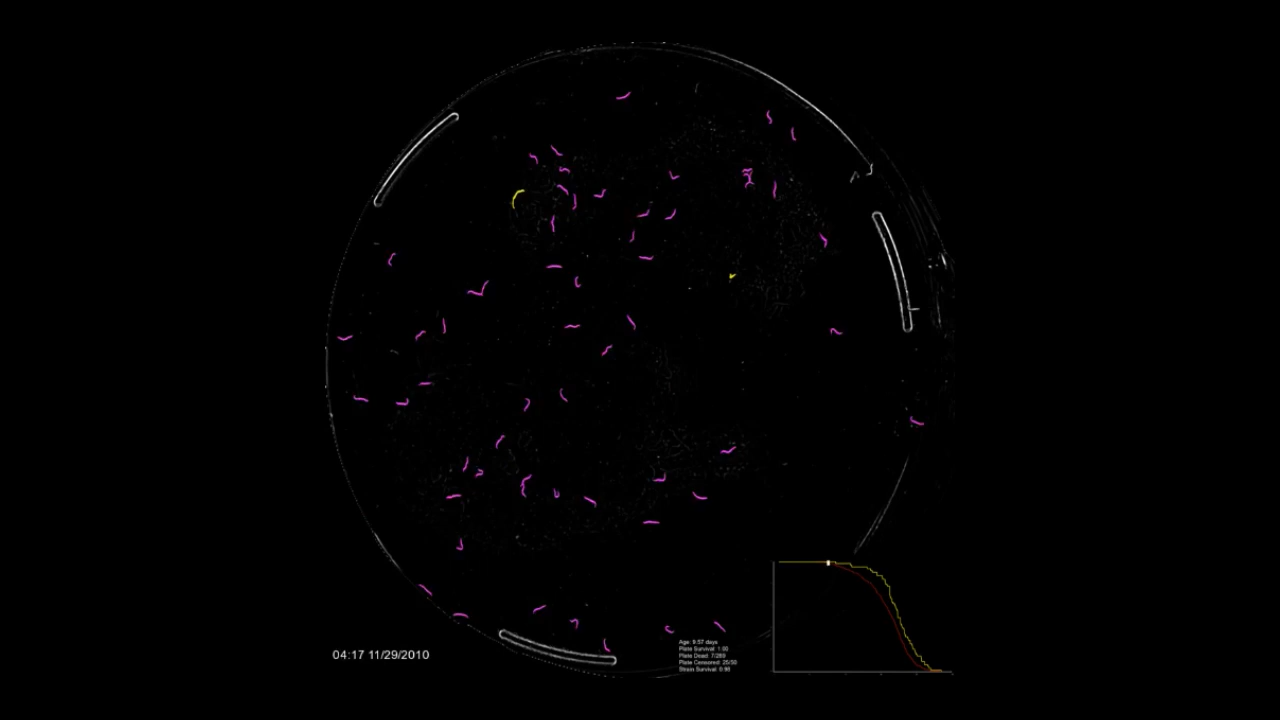 04:17 11/29/2010
Age: 9.57 days
Plate Survival: 1.00
Plate Dead: 7/289
Plate Censored: 25/50
Strain Survival: 0.98